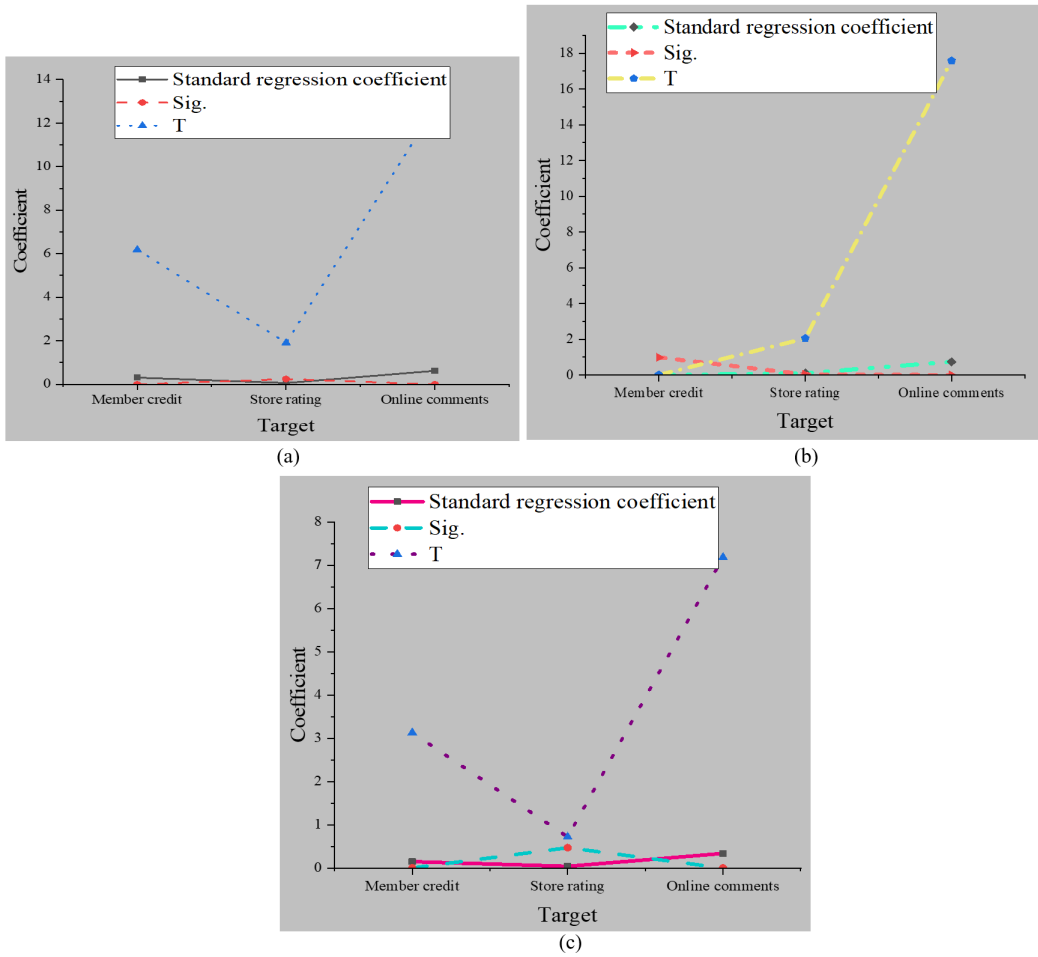 Standard regression coefficient
Sig.
T
14
12
10
8
6
4
2
0
Coefficient
Member credit
Store rating
Online comments
Target
(a)
Standard regression coefficient
Sig.
T
18
16
14
12
10
8
6
4
2
0
Coefficient
Member credit
Store rating
Online comments
Target
(b)
Standard regression coefficient
Sig.
T
8
7
6
5
4
3
2
1
0
Coefficient
Member credit
Store rating
Online comments
Target
(c)